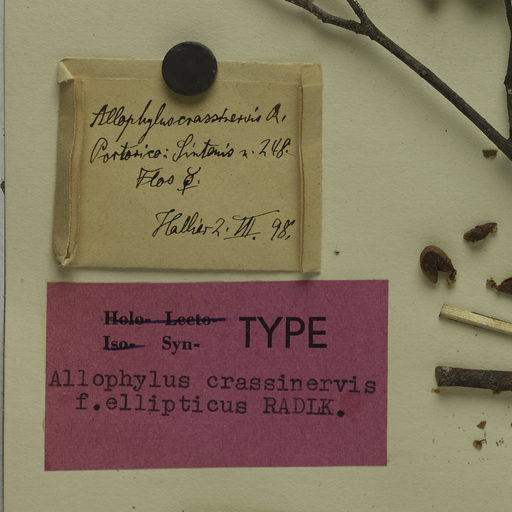 Allophylus crassinervis R.
Portorico: Sintenis n. 248.
Flos ☿.
Hallier 2. III. 98.
Holo- Lecto- TYPE
Iso- Syn-
Allophylus crassinervis
f.ellipticus RADLK.